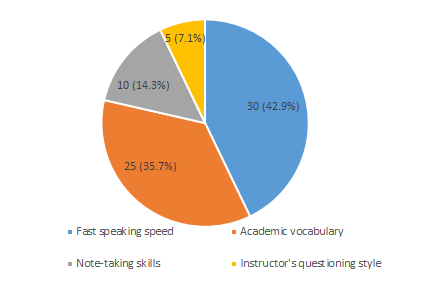 5 (7.1%)
10 (14.3%)
30 (42.9%)
25 (35.7%)
Fast speaking speed
Academic vocabulary
Note-taking skills
Instructor's questioning style